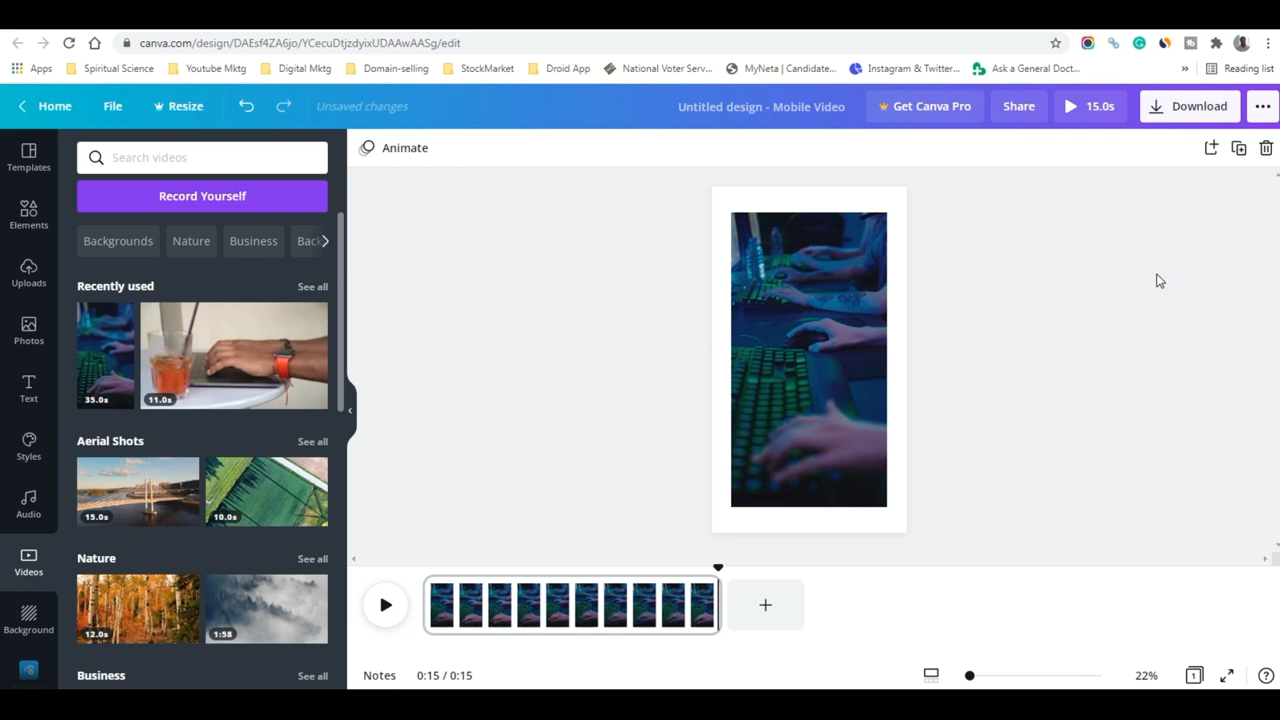 canva.com/design/DAEsf4ZA6jo/YCecuDtjzdyixUDAAwAASg/edit
Apps Spiritual Science Youtube Mktg Digital Mktg Domain-selling StockMarket Droid App National Voter Serv... MyNeta | Candidate... Instagram & Twitter... Ask a General Doct... » Reading list
Home File Resize Unsaved changes Untitled design - Mobile Video Get Canva Pro Share 15.0s Download
Templates
Elements
Uploads
Photos
Text
Styles
Audio
Videos
Background
Search videos
Record Yourself
Backgrounds Nature Business Back
Recently used See all
35.0s 11.0s
Aerial Shots See all
15.0s 10.0s
Nature See all
12.0s 1:58
Business See all
Animate
Notes 0:15 / 0:15 22% 1